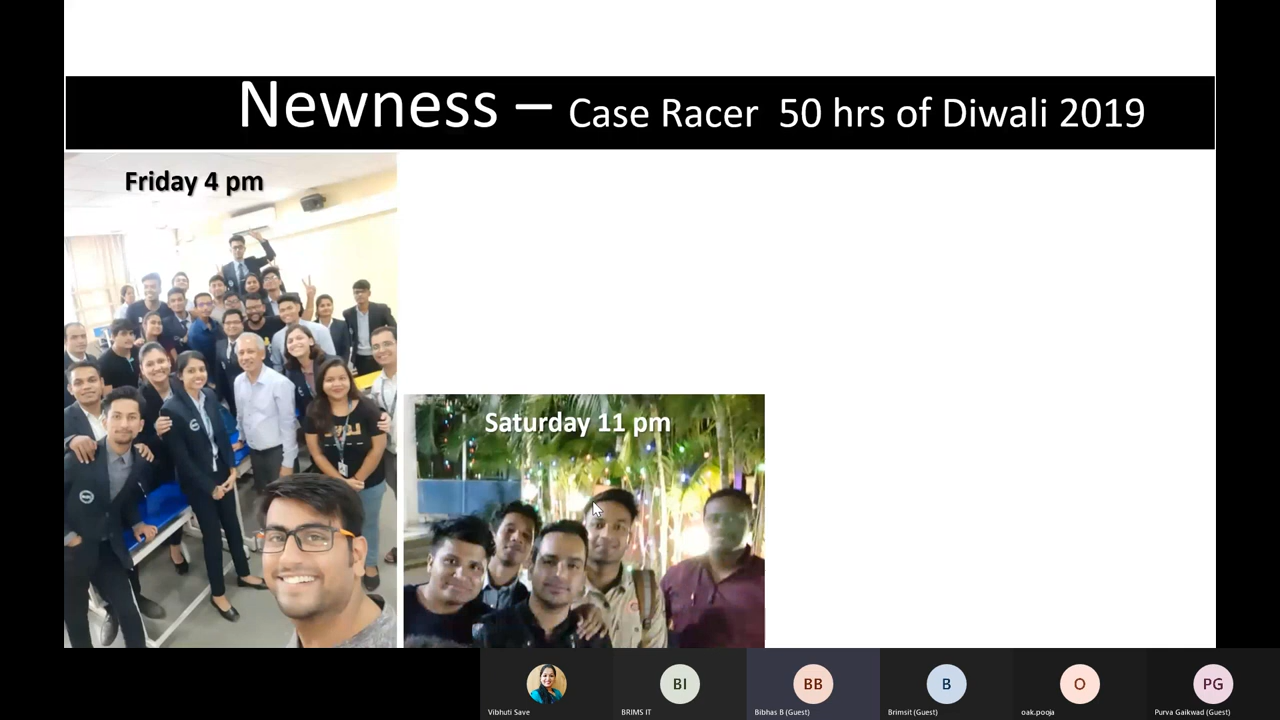 Newness – Case Racer 50 hrs of Diwali 2019
Friday 4 pm
Saturday 11 pm
BI
BB
B
O
PG
Vibhuti Save
BRIMS IT
Bibhas B (Guest)
Brimsit (Guest)
oak.pooja
Purva Gaikwad (Guest)